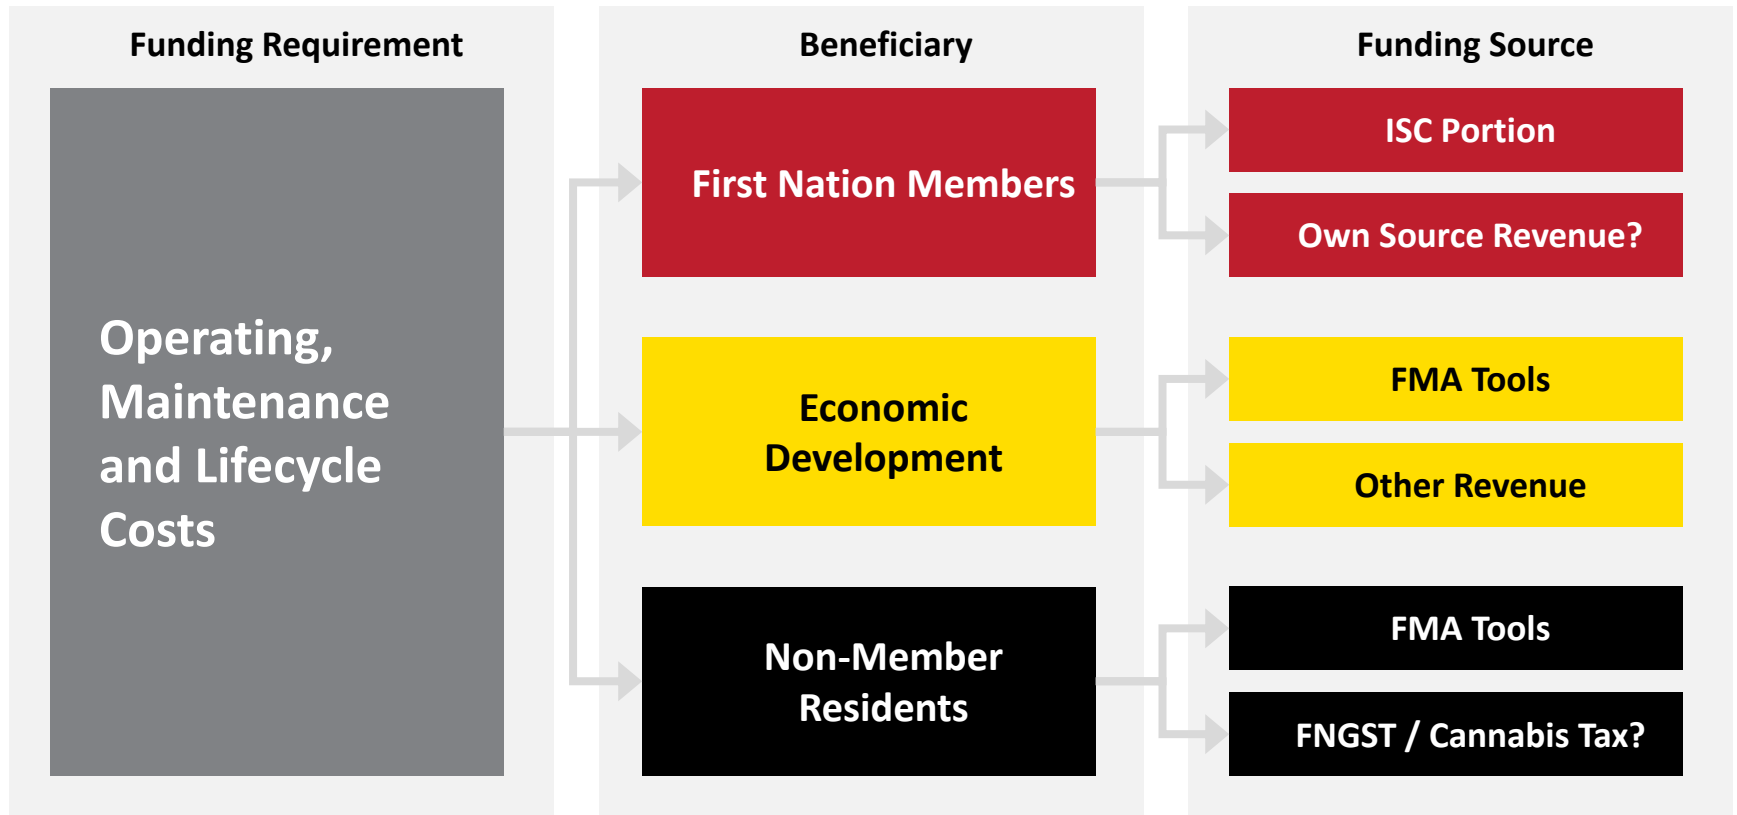 Funding Requirement
Beneficiary
Funding Source
Operating,
Maintenance
and Lifecycle
Costs
First Nation Members
ISC Portion
Own Source Revenue?
Economic
Development
FMA Tools
Other Revenue
Non-Member
Residents
FMA Tools
FNGST / Cannabis Tax?